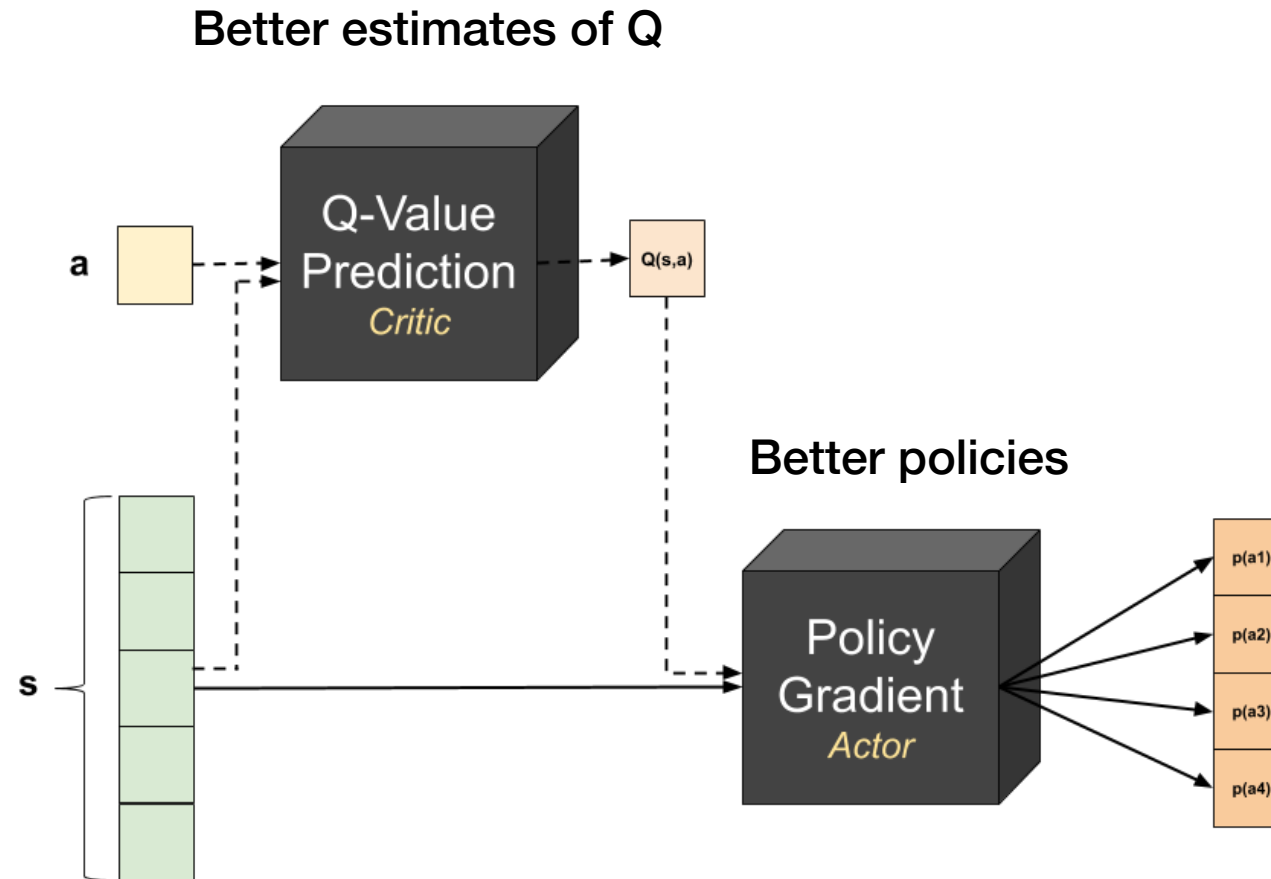 Better estimates of Q
Q-Value
Prediction
Critic
a
Q(s,a)
Better policies
s
Policy
Gradient
Actor
p(a1)
p(a2)
p(a3)
p(a4)